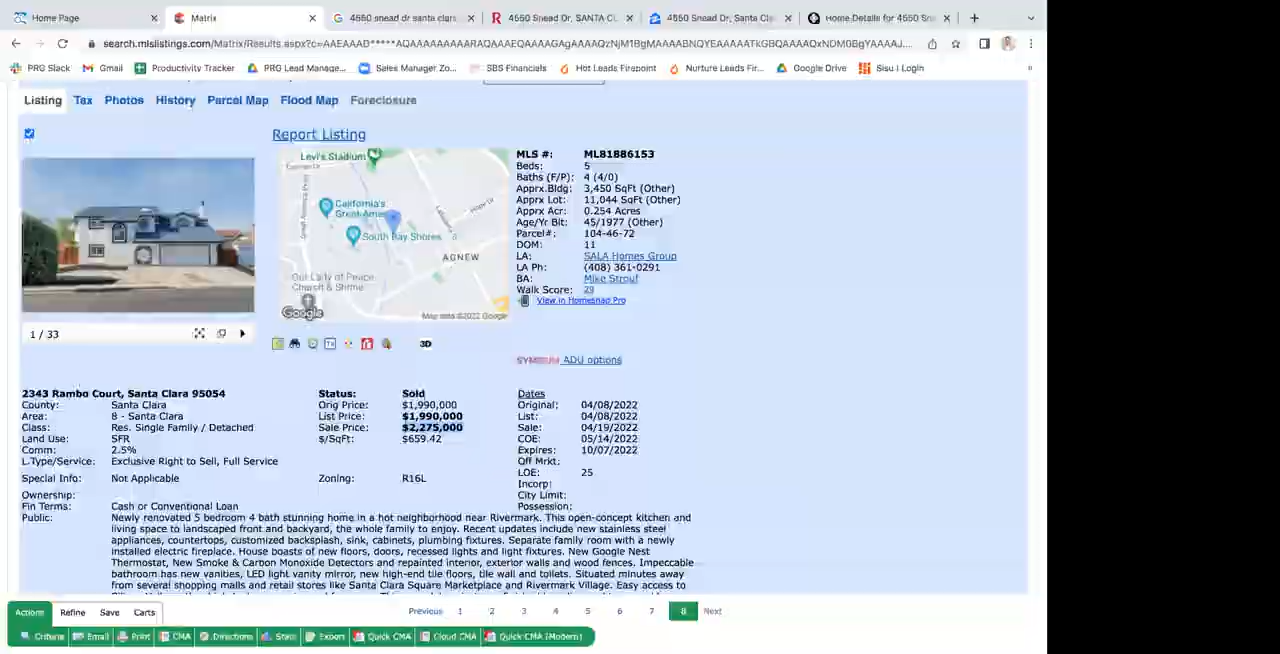 Home Page
Matrix
4550 snead dr santa clara
4550 Snead Dr, SANTA CL
4550 Snead Dr, Santa Cla
Home Details for 4550 Sne
search.mlslistings.com/Matrix/Results.aspx?c=
PRG Slack
Gmail
Productivity Tracker
PRG Lead Manage...
Sales Manager Zo...
SBS Financials
Hot Leads Firepoint
Nurture Leads Fir...
Google Drive
Sisu | Login
Listing Tax Photos History Parcel Map Flood Map Foreclosure
Report Listing
Levi's Stadium
California's
Great Ame
South Bay Shores
AGNEW
Our Lady of Peace
Church & Shrine
Google
Map data ©2022 Google
MLS #: ML81886153
Beds: 5
Baths (F/P): 4 (4/0)
Apprx.Bldg: 3,450 SqFt (Other)
Apprx Lot: 11,044 SqFt (Other)
Apprx Acr: 0.254 Acres
Age/Yr Blt: 45/1977 (Other)
Parcel#: 104-46-72
DOM: 11
LA: SALA Homes Group
LA Ph: (408) 361-0291
BA: Mike Strouf
Walk Score: 29
View in Homesnap Pro
1 / 33
3D
SYMBIUM ADU options
2343 Rambo Court, Santa Clara 95054
County: Santa Clara
Area: 8 - Santa Clara
Class: Res. Single Family / Detached
Land Use: SFR
Comm: 2.5%
L.Type/Service: Exclusive Right to Sell, Full Service
Special Info: Not Applicable
Ownership:
Fin Terms: Cash or Conventional Loan
Status: Sold
Orig Price: $1,990,000
List Price: $1,990,000
Sale Price: $2,275,000
$/SqFt: $659.42
Zoning: R16L
Dates
Original: 04/08/2022
List: 04/08/2022
Sale: 04/19/2022
COE: 05/14/2022
Expires: 10/07/2022
Off Mrkt:
LOE: 25
Incorp:
City Limit:
Possession:
Public: Newly renovated 5 bedroom 4 bath stunning home in a hot neighborhood near Rivermark. This open-concept kitchen and
living space to landscaped front and backyard, the whole family to enjoy. Recent updates include new stainless steel
appliances, countertops, customized backsplash, sink, cabinets, plumbing fixtures. Separate family room with a newly
installed electric fireplace. House boasts of new floors, doors, recessed lights and light fixtures. New Google Nest
Thermostat, New Smoke & Carbon Monoxide Detectors and repainted interior, exterior walls and wood fences. Impeccable
bathroom has new vanities, LED light vanity mirror, new high-end tile floors, tile wall and toilets. Situated minutes away
from several shopping malls and retail stores like Santa Clara Square Marketplace and Rivermark Village. Easy access to
Actions Refine Save Carts
Previous 1 2 3 4 5 6 7 8 Next
Criteria Email Print CMA Directions Stats Export Quick CMA Cloud CMA Quick CMA (Modern)